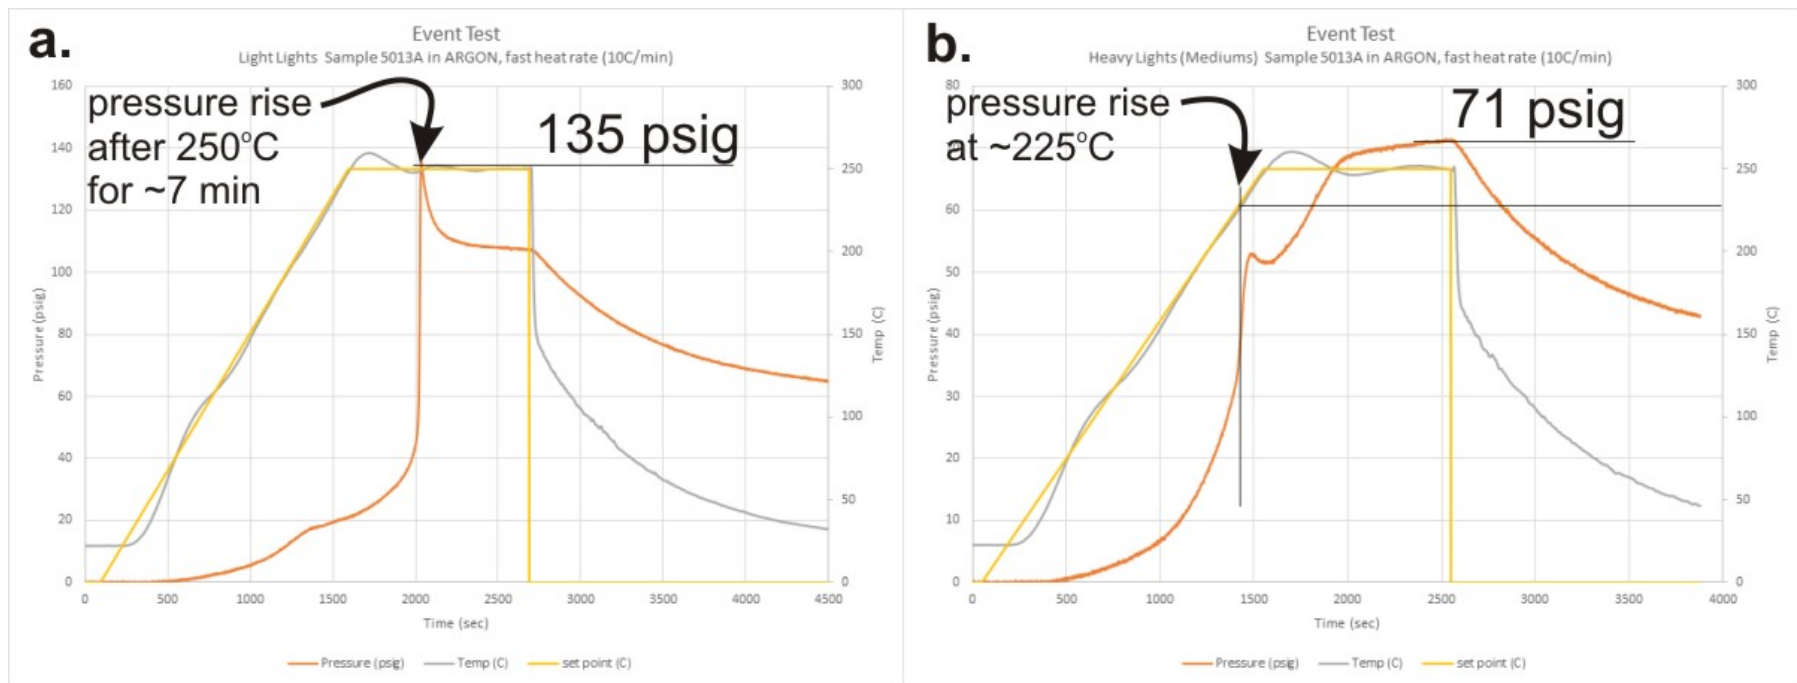 a.
Event Test
Light Lights Sample 5013A in ARGON, fast heat rate (10C/min)
pressure rise
after 250°C
for ~7 min
135 psig
160
140
120
100
80
60
40
20
0
Pressure (psig)
300
250
200
150
100
50
0
Temp (C)
0 500 1000 1500 2000 2500 3000 3500 4000 4500
Time (sec)
Pressure (psig) Temp (C) set point (C)
b.
Event Test
Heavy Lights (Mediums) Sample 5013A in ARGON, fast heat rate (10C/min)
pressure rise
at ~225°C
71 psig
80
60
50
40
30
20
10
0
Pressure (psig)
300
250
200
150
100
50
0
Temp (C)
0 500 1000 1500 2000 2500 3000 3500 4000
Time (sec)
Pressure (psig) Temp (C) set point (C)